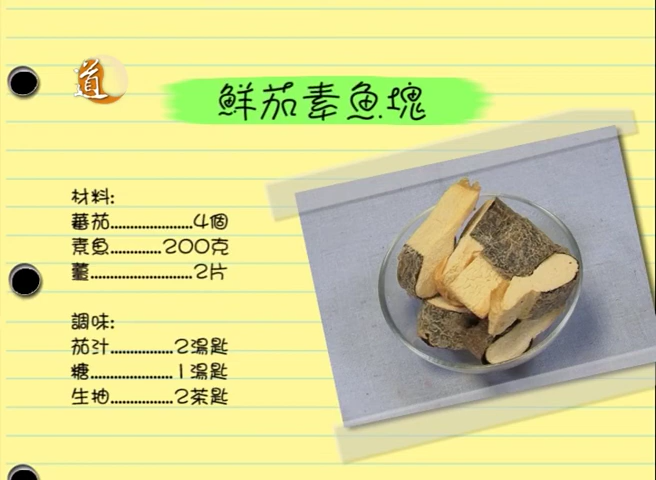 道
鮮茄素魚塊
材料:
蕃茄.....................4個
素魚.............200克
薑..........................2片
調味:
茄汁................2湯匙
糖.....................1湯匙
生抽................2茶匙